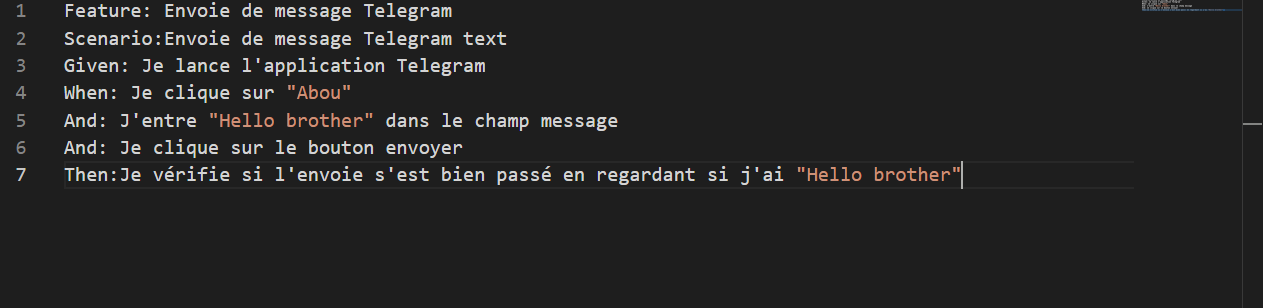 1 Feature: Envoie de message Telegram
2 Scenario:Envoie de message Telegram text
3 Given: Je lance l'application Telegram
4 When: Je clique sur "Abou"
5 And: J'entre "Hello brother" dans le champ message
6 And: Je clique sur le bouton envoyer
7 Then:Je vérifie si l'envoie s'est bien passé en regardant si j'ai "Hello brother"